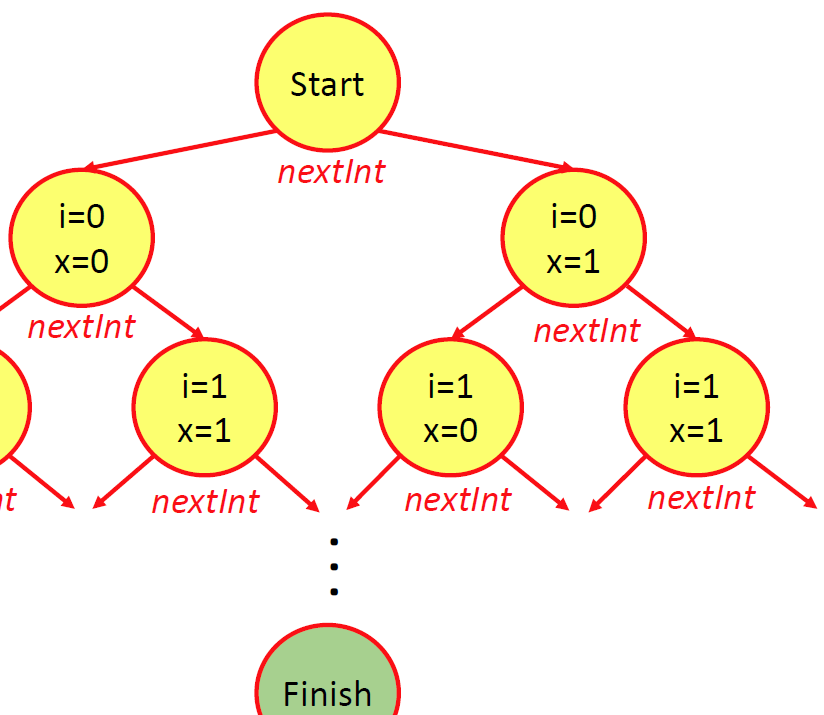 Start
nextInt
i=0
x=0
i=0
x=1
nextInt
nextInt
i=1
x=1
i=1
x=0
i=1
x=1
nextInt
nextInt
nextInt
Finish